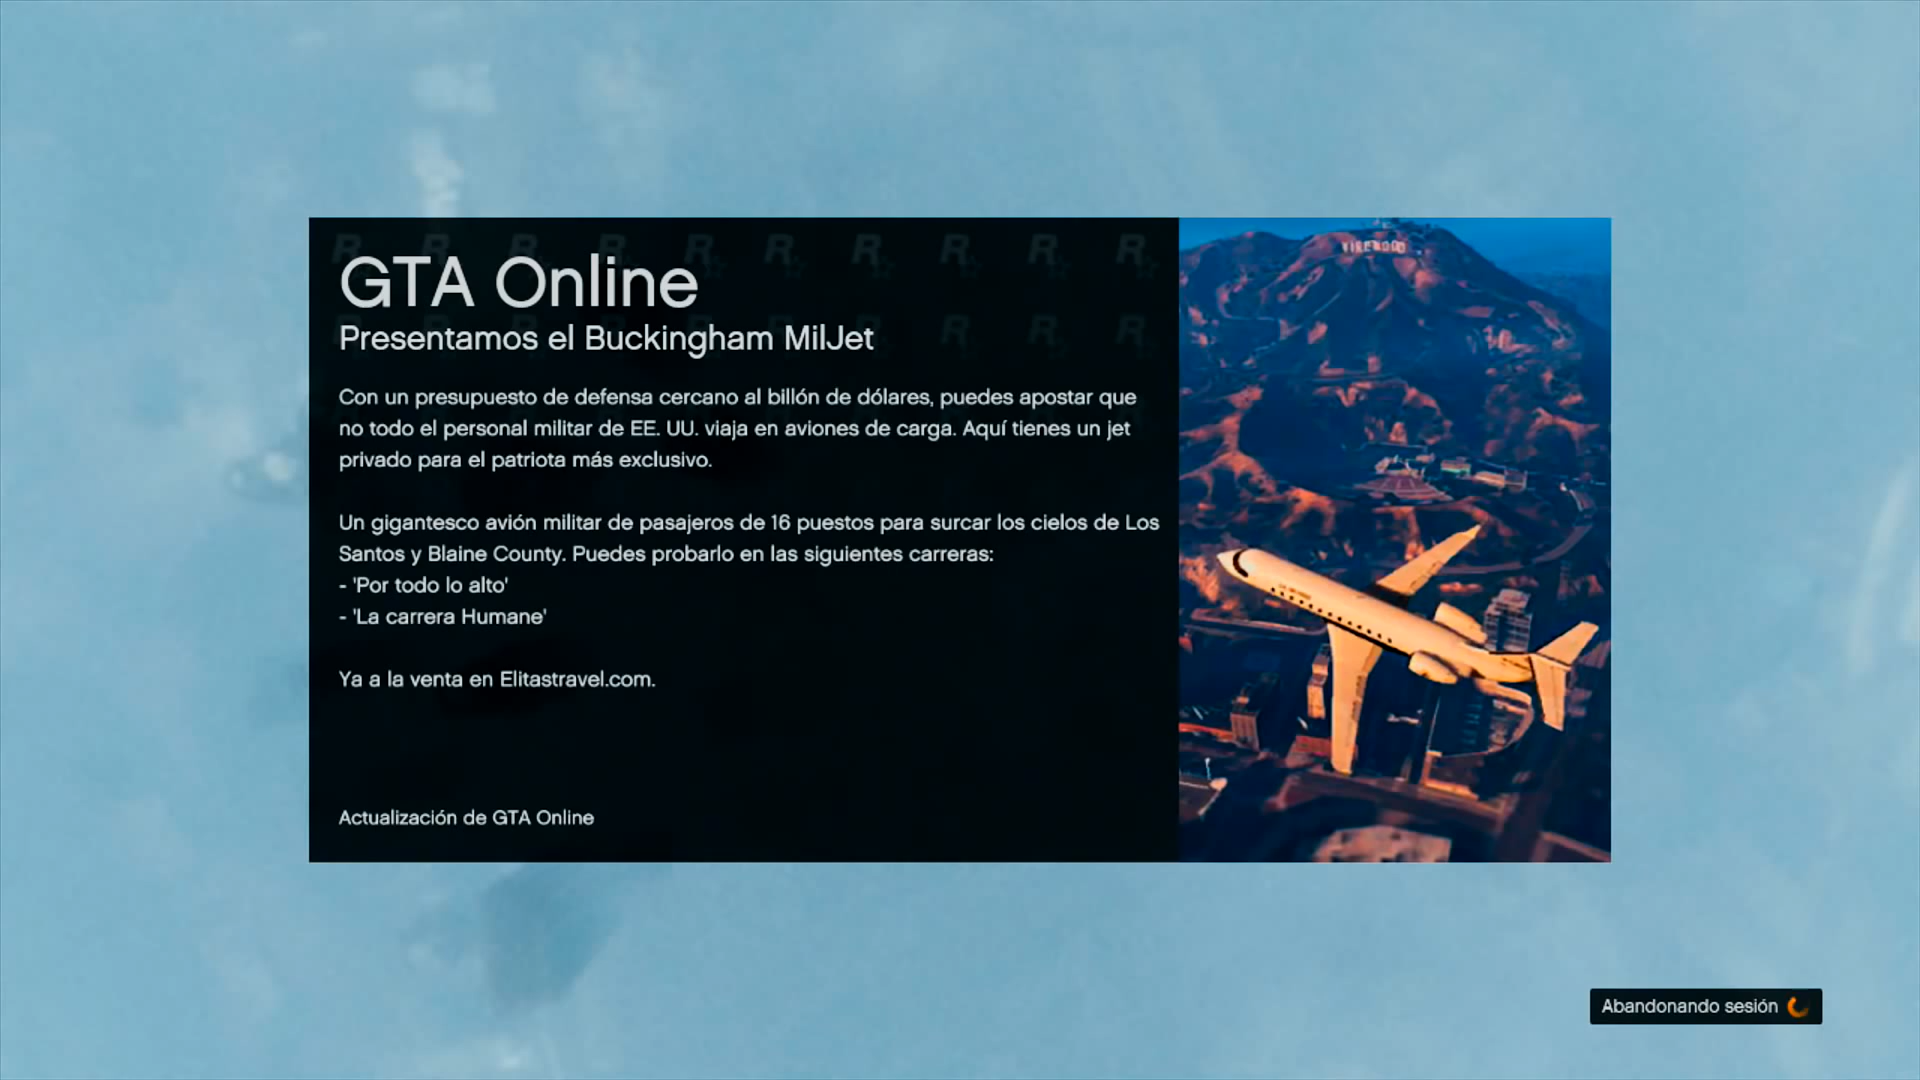 GTA Online
Presentamos el Buckingham MilJet
Con un presupuesto de defensa cercano al billón de dólares, puedes apostar que
no todo el personal militar de EE. UU. viaja en aviones de carga. Aquí tienes un jet
privado para el patriota más exclusivo.
Un gigantesco avión militar de pasajeros de 16 puestos para surcar los cielos de Los
Santos y Blaine County. Puedes probarlo en las siguientes carreras:
- 'Por todo lo alto'
- 'La carrera Humane'
Ya a la venta en Elitastravel.com.
Actualización de GTA Online
VINEWOOD
Abandonando sesión